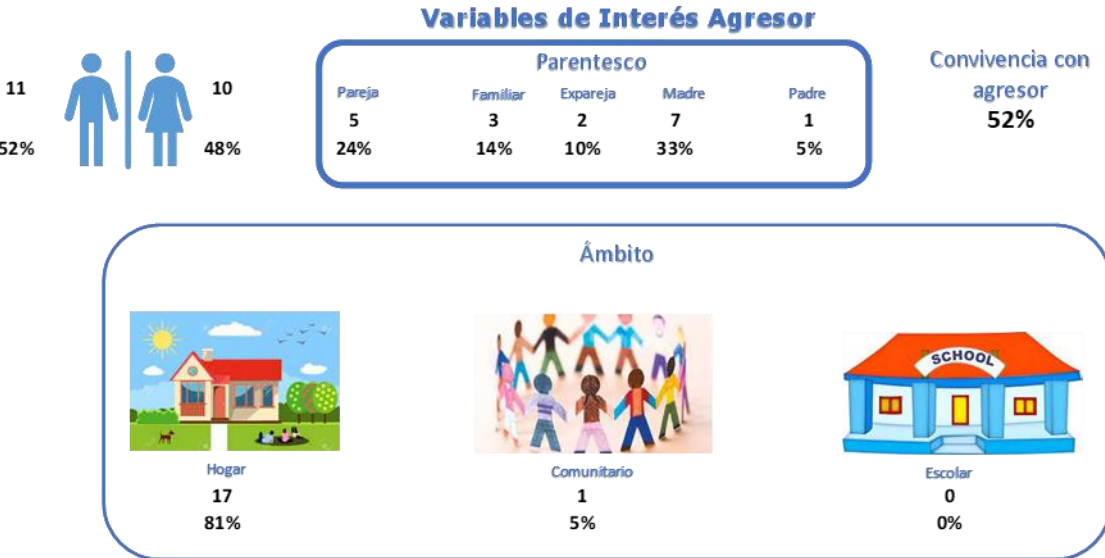 Variables de Interés Agresor
11 10
52% 48%
Parentesco
Pareja Familiar Expareja Madre Padre
5 3 2 7 1
24% 14% 10% 33% 5%
Convivencia con
agresor
52%
Ámbito
SCHOOL
Hogar Comunitario Escolar
17 1 0
81% 5% 0%